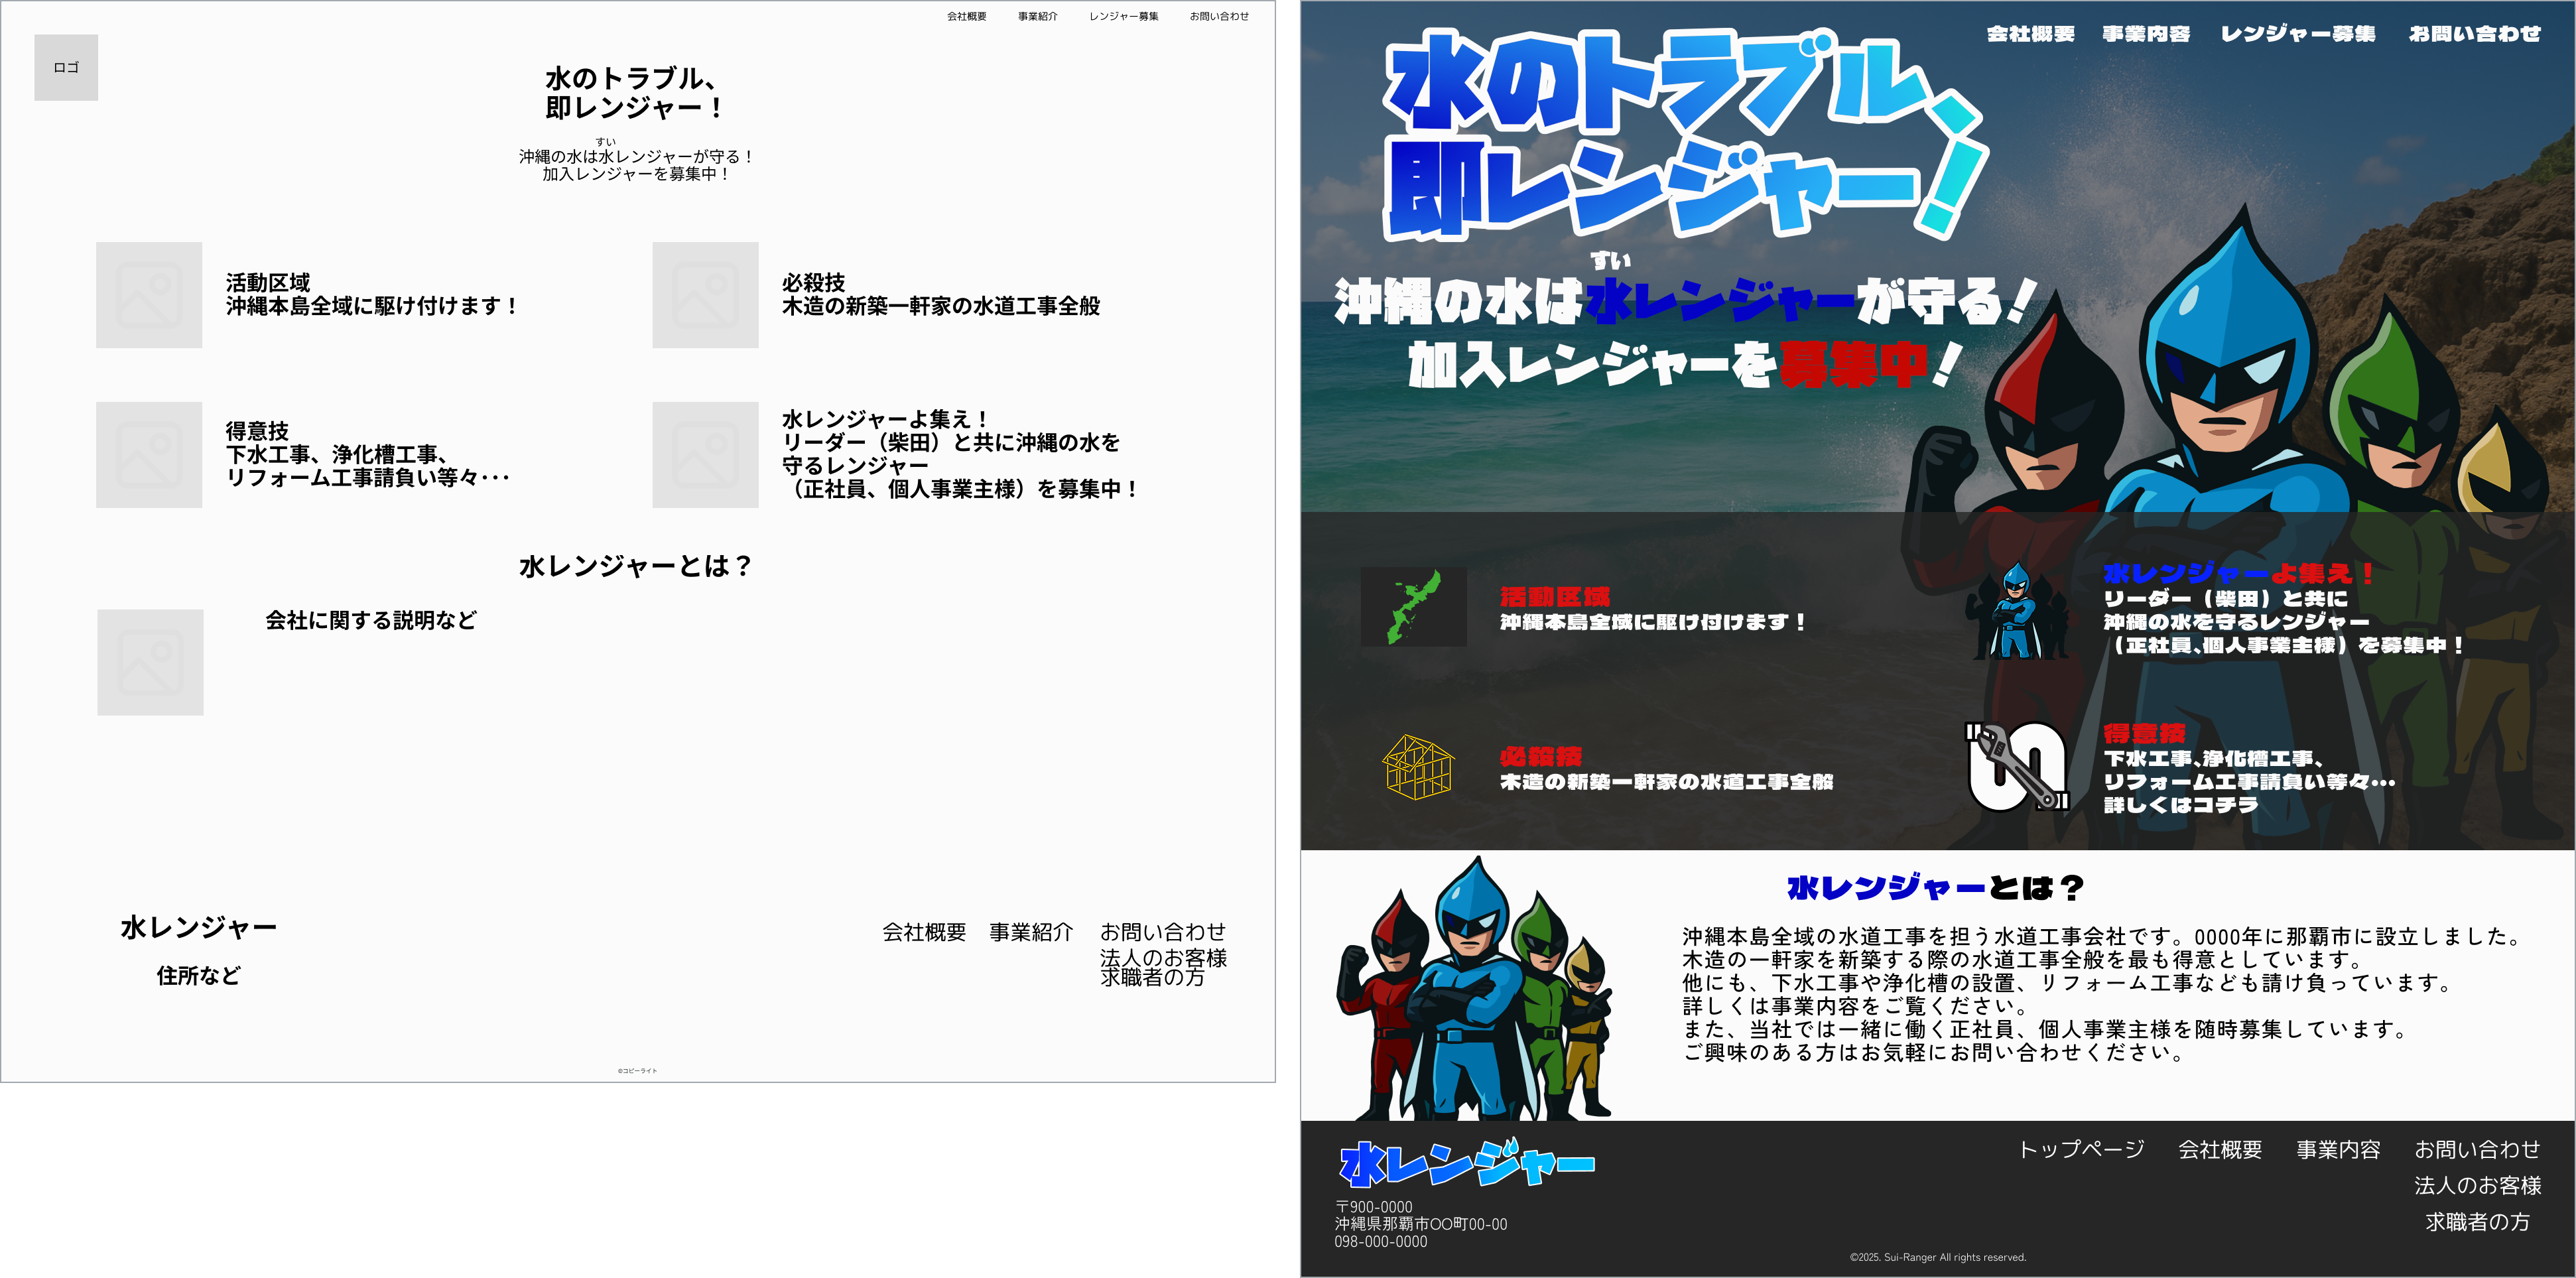 会社概要 事業紹介 レンジャー募集 お問い合わせ
ロゴ
水のトラブル、
即レンジャー！
すい
沖縄の水は水レンジャーが守る！
加入レンジャーを募集中！
活動区域
沖縄本島全域に駆け付けます！
必殺技
木造の新築一軒家の水道工事全般
得意技
下水工事、浄化槽工事、
リフォーム工事請負い等々･･･
水レンジャーよ集え！
リーダー（柴田）と共に沖縄の水を
守るレンジャー
（正社員、個人事業主様）を募集中！
水レンジャーとは？
会社に関する説明など
水レンジャー
住所など
会社概要 事業紹介 お問い合わせ
法人のお客様
求職者の方
©コピーライト
会社概要 事業内容 レンジャー募集 お問い合わせ
水のトラブル、
即レンジャー！
すい
沖縄の水は水レンジャーが守る！
加入レンジャーを募集中！
活動区域
沖縄本島全域に駆け付けます！
水レンジャーよ集え！
リーダー（柴田）と共に
沖縄の水を守るレンジャー
（正社員、個人事業主様）を募集中！
必殺技
木造の新築一軒家の水道工事全般
得意技
下水工事、浄化槽工事、
リフォーム工事請負い等々･･･
詳しくはコチラ
水レンジャーとは？
沖縄本島全域の水道工事を担う水道工事会社です。0000年に那覇市に設立しました。
木造の一軒家を新築する際の水道工事全般を最も得意としています。
他にも、下水工事や浄化槽の設置、リフォーム工事なども請け負っています。
詳しくは事業内容をご覧ください。
また、当社では一緒に働く正社員、個人事業主様を随時募集しています。
ご興味のある方はお気軽にお問い合わせください。
水レンジャー
〒900-0000
沖縄県那覇市〇〇町00-00
098-000-0000
トップページ 会社概要 事業内容 お問い合わせ
法人のお客様
求職者の方
©2025. Sui-Ranger All rights reserved.